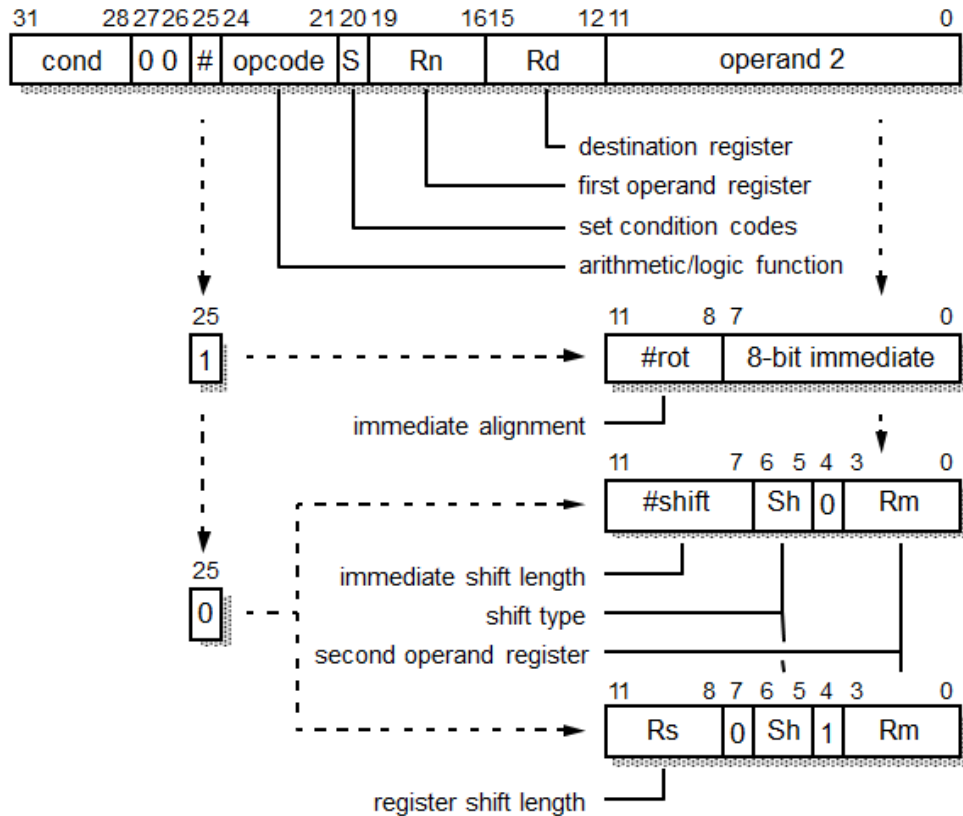 31 28 27 26 25 24 21 20 19 16 15 12 11 0
cond 0 0 # opcode S Rn Rd operand 2
destination register
first operand register
set condition codes
arithmetic/logic function
25 11 8 7 0
1 #rot 8-bit immediate
immediate alignment
11 7 6 5 4 3 0
#shift Sh 0 Rm
25 immediate shift length
0 shift type
second operand register
11 8 7 6 5 4 3 0
Rs 0 Sh 1 Rm
register shift length